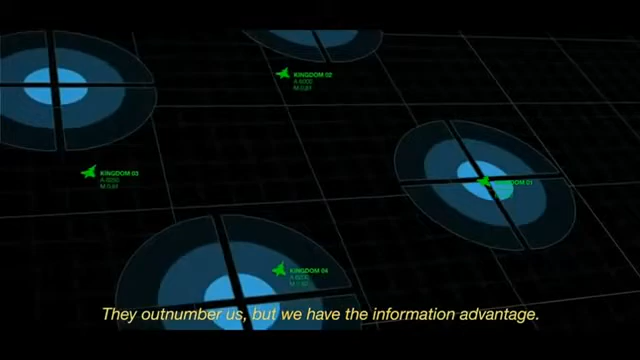 KINGDOM 02
KINGDOM 03
KINGDOM 01
KINGDOM 04
They outnumber us, but we have the information advantage.